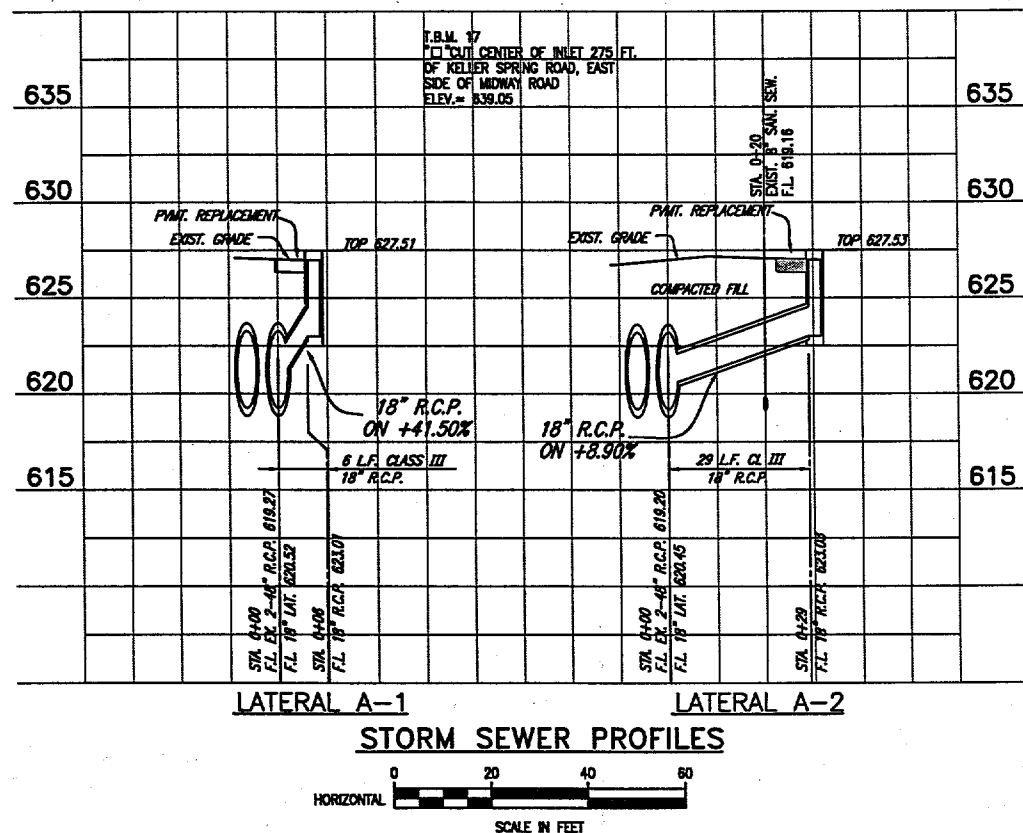 T.B.M. 17
"□" CUT CENTER OF INLET 275 FT.
OF KELLER SPRING ROAD, EAST
SIDE OF MIDWAY ROAD
ELEV.= 639.05
635
635
STA. 0+20
EXIST. 8" SAN. SEW.
F.L. 619.16
630
630
PVMT. REPLACEMENT
EXIST. GRADE
TOP 627.51
PVMT. REPLACEMENT
EXIST. GRADE
TOP 627.53
COMPACTED FILL
625
625
620
620
18" R.C.P.
ON +41.50%
18" R.C.P.
ON +8.90%
6 L.F. CLASS III
18" R.C.P.
29 L.F. CL III
18" R.C.P.
615
615
STA. 0+00
F.L. EX. 2-48" R.C.P. 619.27
F.L. 18" LAT. 620.52
STA. 0+06
F.L. 18" R.C.P. 623.01
STA. 0+00
F.L. EX. 2-48" R.C.P. 619.20
F.L. 18" LAT. 620.45
STA. 0+29
F.L. 18" R.C.P. 623.03
LATERAL A-1
LATERAL A-2
STORM SEWER PROFILES
0 20 40 60
HORIZONTAL
SCALE IN FEET